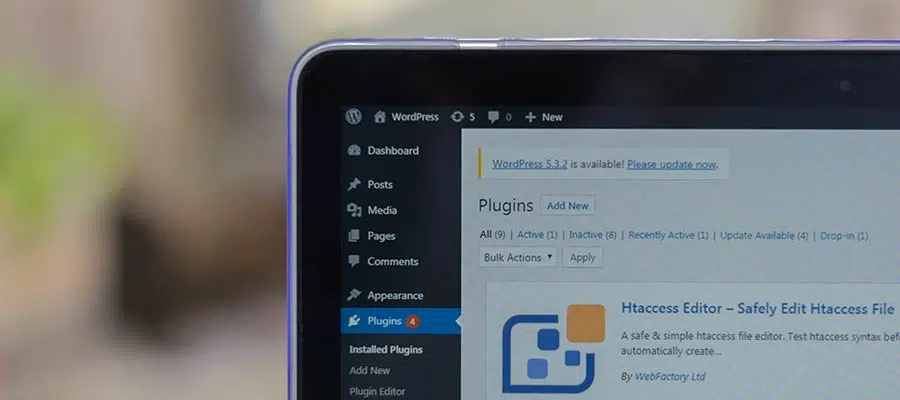 WordPress 5 0 New
Dashboard
Posts
Media
Pages
Comments
Appearance
Plugins 4
Installed Plugins
Add New
Plugin Editor
WordPress 5.3.2 is available! Please update now.
Plugins Add New
All (9) | Active (1) | Inactive (8) | Recently Active (1) | Update Available (4) | Drop-in (1)
Bulk Actions Apply
Htaccess Editor – Safely Edit Htaccess File
A safe & simple htaccess file editor. Test htaccess syntax bef
automatically create...
By WebFactory Ltd